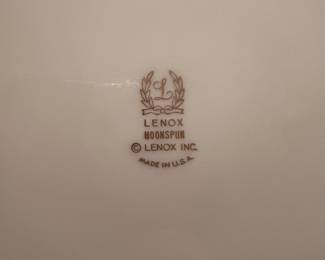 L
LENOX
MOONSPUN
© LENOX INC.
MADE IN U.S.A.